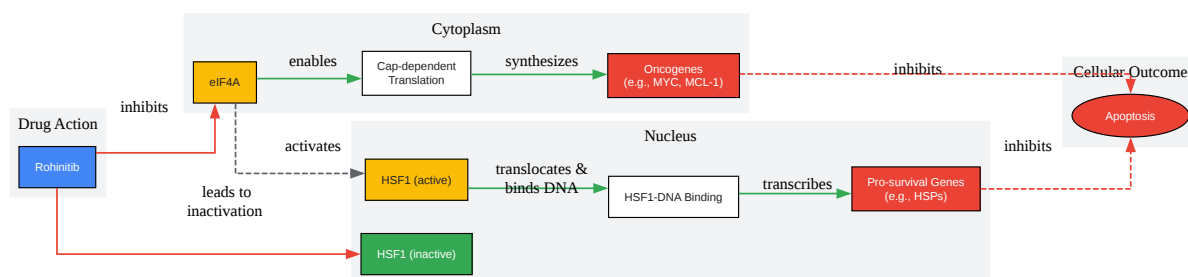 Cytoplasm
eIF4A
enables
Cap-dependent
Translation
synthesizes
Oncogenes
(e.g., MYC, MCL-1)
inhibits
Cellular Outcome
Apoptosis
Drug Action
Rohinitib
inhibits
leads to
inactivation
Nucleus
activates
HSF1 (active)
translocates &
binds DNA
HSF1-DNA Binding
transcribes
Pro-survival Genes
(e.g., HSPs)
inhibits
HSF1 (inactive)